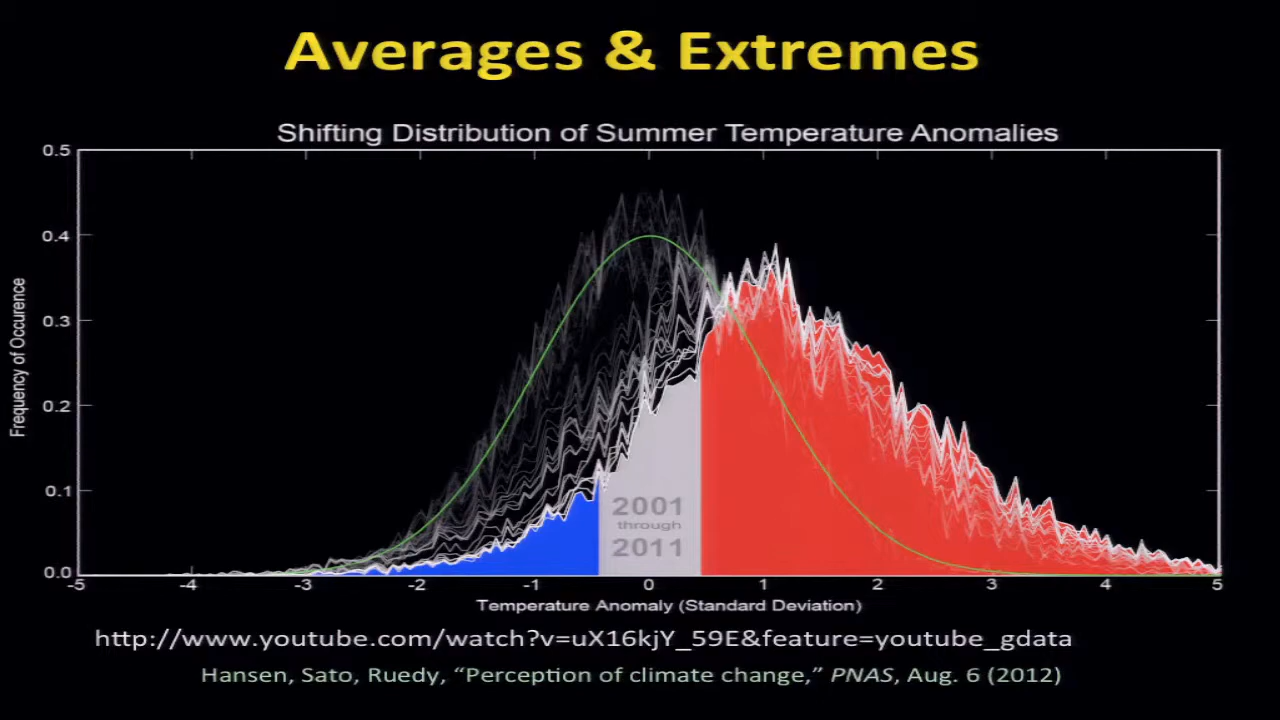 Averages & Extremes
Shifting Distribution of Summer Temperature Anomalies
0.5
0.4
0.3
0.2
0.1
0.0
Frequency of Occurence
2001
through
2011
-5 -4 -3 -2 -1 0 1 2 3 4 5
Temperature Anomaly (Standard Deviation)
http://www.youtube.com/watch?v=uX16kjY_59E&feature=youtube_gdata
Hansen, Sato, Ruedy, “Perception of climate change,” PNAS, Aug. 6 (2012)